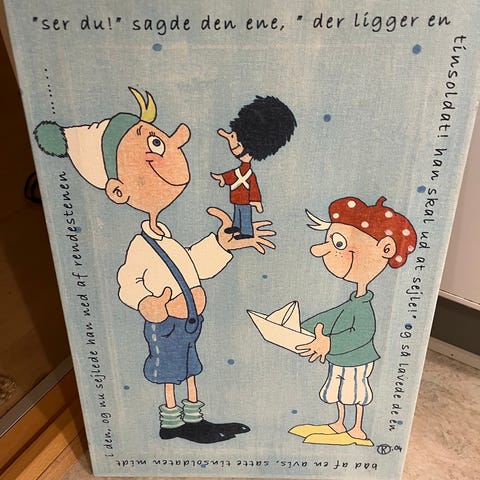 "ser du!" sagde den ene, " der ligger en
tinsoldat! han skal ud at sejle!" og så lavede de en
båd af en avis, satte tinsoldaten midt
i den, og nu sejlede han ned af rendestenen ........